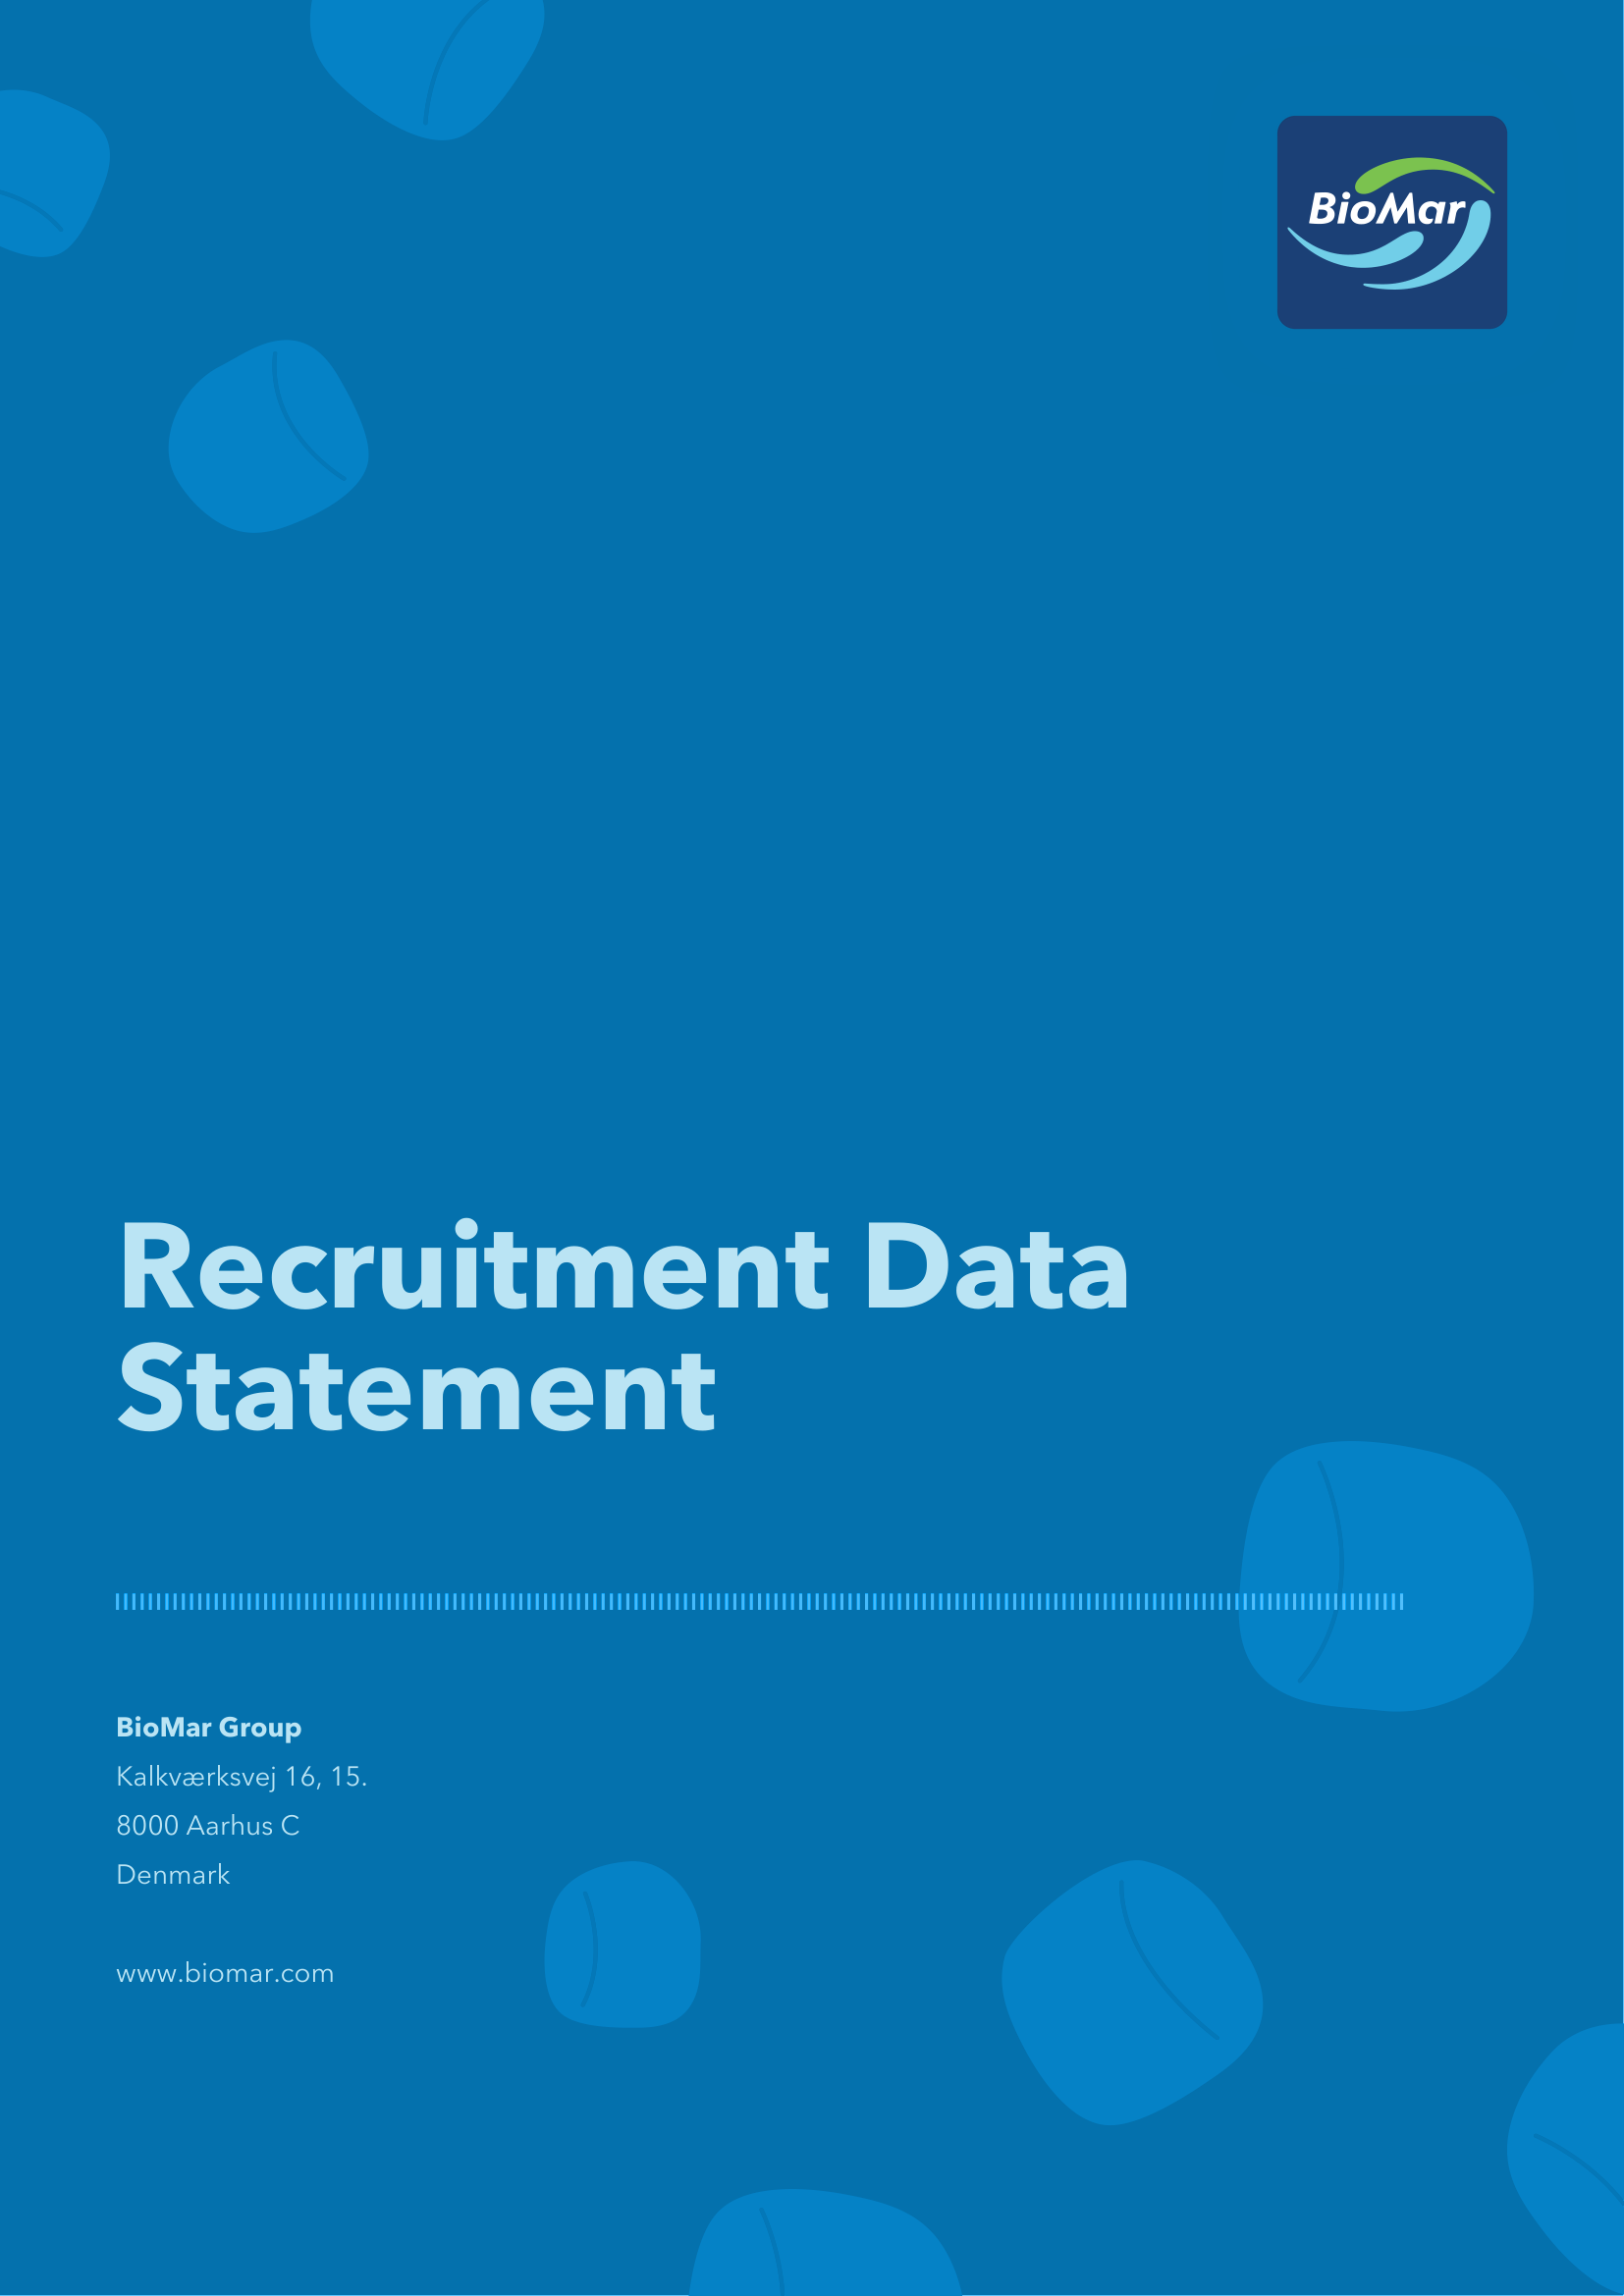 BioMar
Recruitment Data
Statement
BioMar Group
Kalkværksvej 16, 15.
8000 Aarhus C
Denmark
www.biomar.com